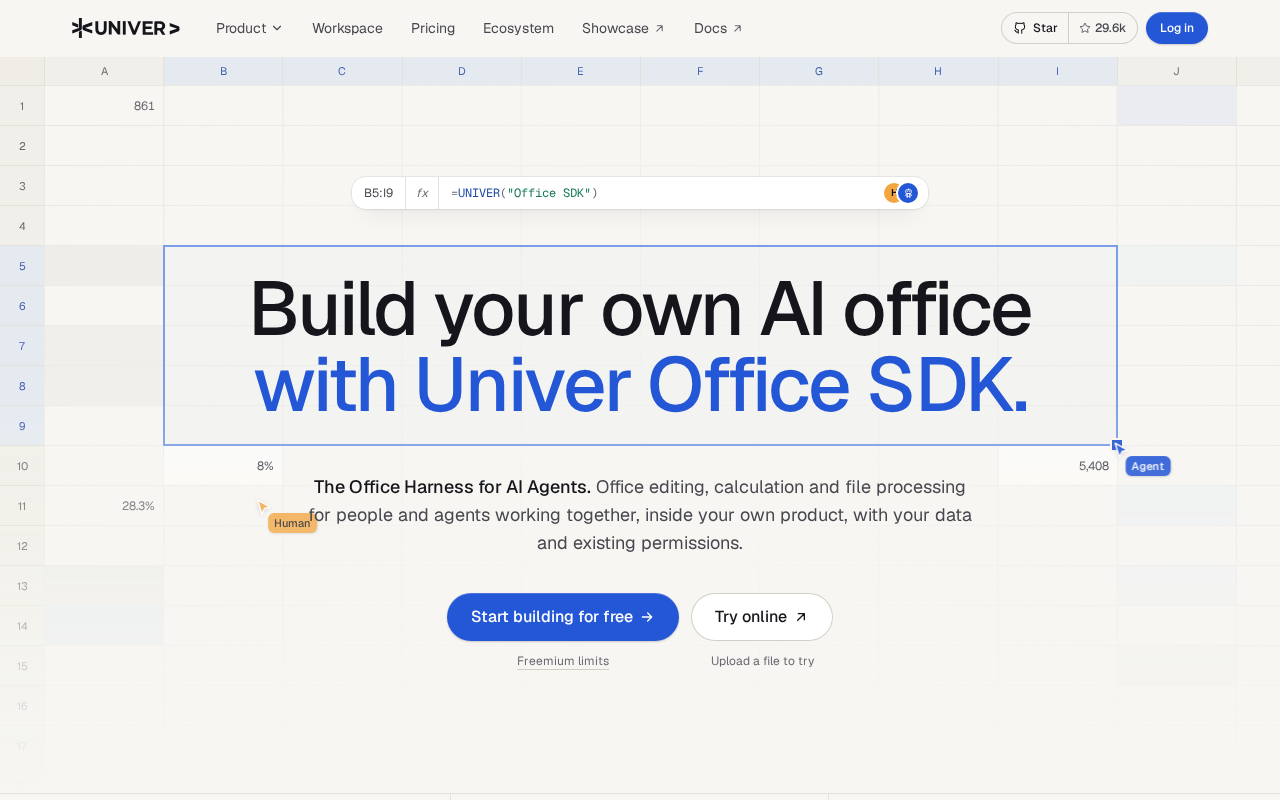 UNIVER
Product
Workspace
Pricing
Ecosystem
Showcase
Docs
Star
29.6k
Log in
A B C D E F G H I J
1 861
2
3
B5:I9 fx =UNIVER("Office SDK")
4
5
6
Build your own AI office
7
8
with Univer Office SDK.
9
10 8% 5,408
Agent
The Office Harness for AI Agents. Office editing, calculation and file processing
11 28.3%
Human
for people and agents working together, inside your own product, with your data
12
and existing permissions.
13
14
Start building for free → Try online ↗
15
Freemium limits Upload a file to try
16
17